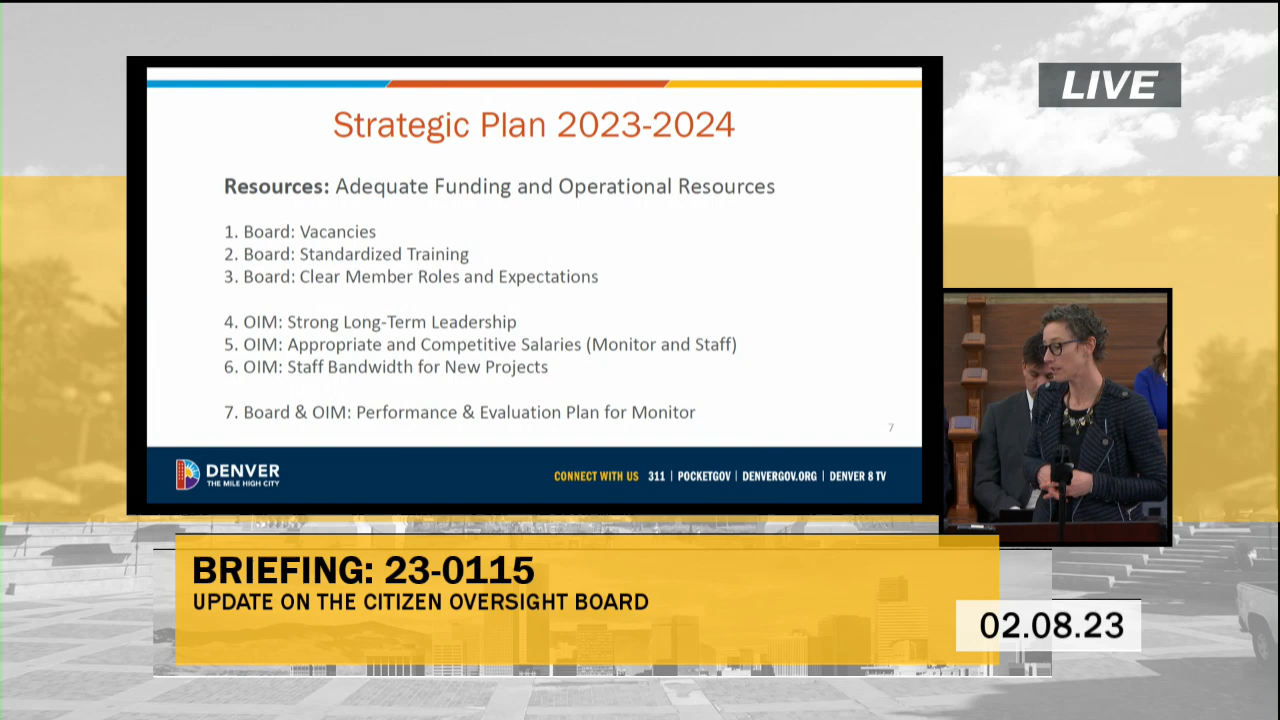 LIVE
Strategic Plan 2023-2024
Resources: Adequate Funding and Operational Resources
1. Board: Vacancies
2. Board: Standardized Training
3. Board: Clear Member Roles and Expectations
4. OIM: Strong Long-Term Leadership
5. OIM: Appropriate and Competitive Salaries (Monitor and Staff)
6. OIM: Staff Bandwidth for New Projects
7. Board & OIM: Performance & Evaluation Plan for Monitor
7
DENVER
THE MILE HIGH CITY
CONNECT WITH US 311 | POCKETGOV | DENVERGOV.ORG | DENVER 8 TV
BRIEFING: 23-0115
UPDATE ON THE CITIZEN OVERSIGHT BOARD
02.08.23